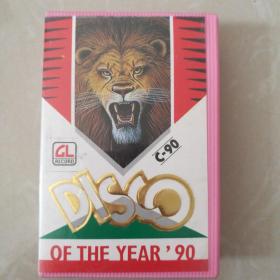 C-90
GL
RECORD
DISCO
OF THE YEAR '90